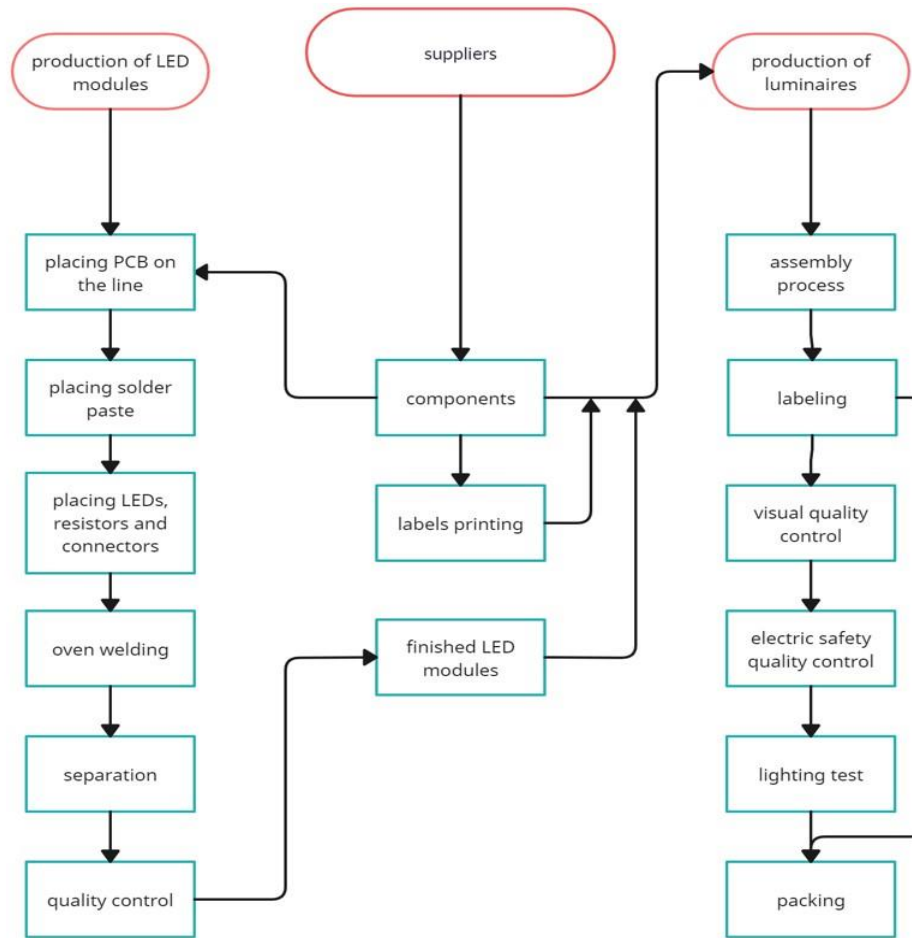 production of LED
modules
suppliers
production of
luminaires
placing PCB on
the line
assembly
process
placing solder
paste
components
labeling
placing LEDs,
resistors and
connectors
labels printing
visual quality
control
oven welding
finished LED
modules
electric safety
quality control
separation
lighting test
quality control
packing